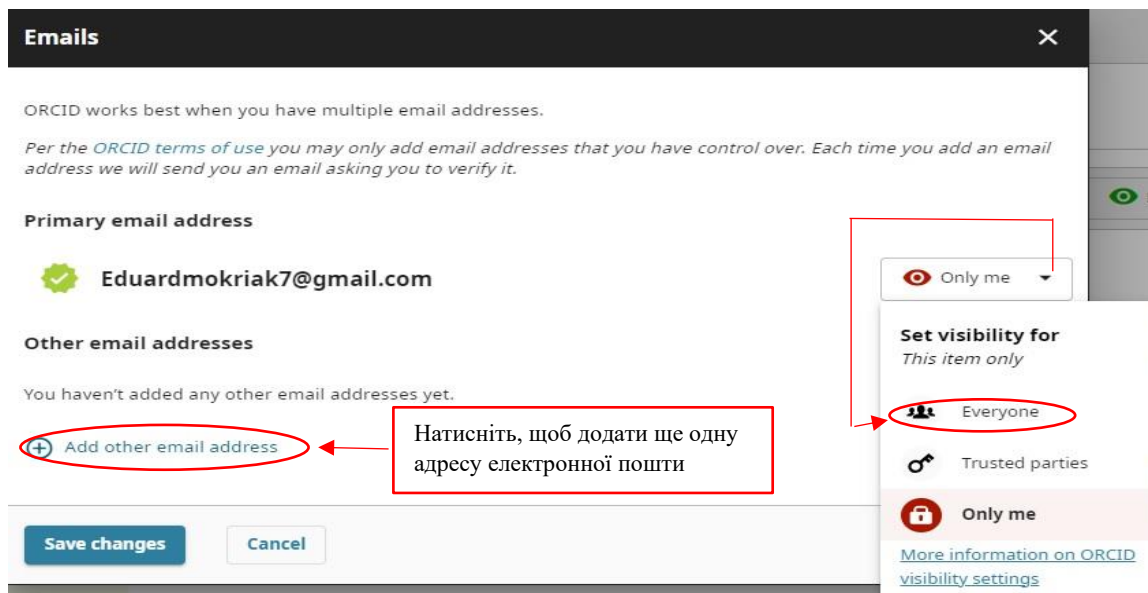 Emails
ORCID works best when you have multiple email addresses.
Per the ORCID terms of use you may only add email addresses that you have control over. Each time you add an email
address we will send you an email asking you to verify it.
Primary email address
Eduardmokriak7@gmail.com
Only me
Other email addresses
You haven't added any other email addresses yet.
Add other email address
Натисніть, щоб додати ще одну
адресу електронної пошти
Set visibility for
This item only
Everyone
Trusted parties
Only me
More information on ORCID
visibility settings
Save changes
Cancel